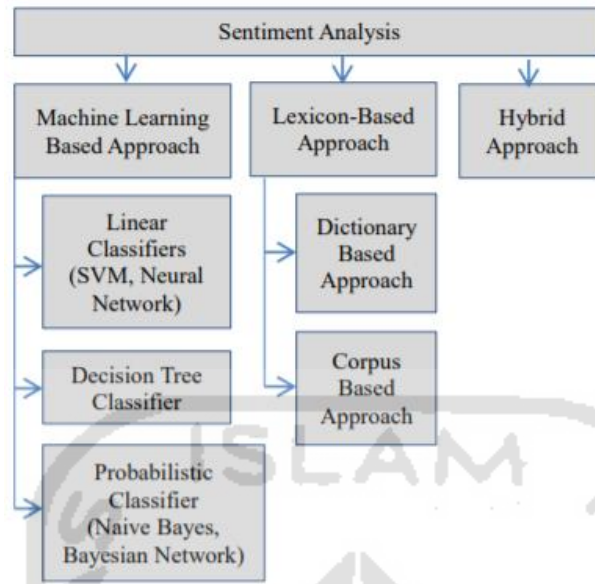 Sentiment Analysis
Machine Learning
Based Approach
Lexicon-Based
Approach
Hybrid
Approach
Linear
Classifiers
(SVM, Neural
Network)
Dictionary
Based
Approach
Decision Tree
Classifier
Corpus
Based
Approach
Probabilistic
Classifier
(Naive Bayes,
Bayesian Network)
ISLAM